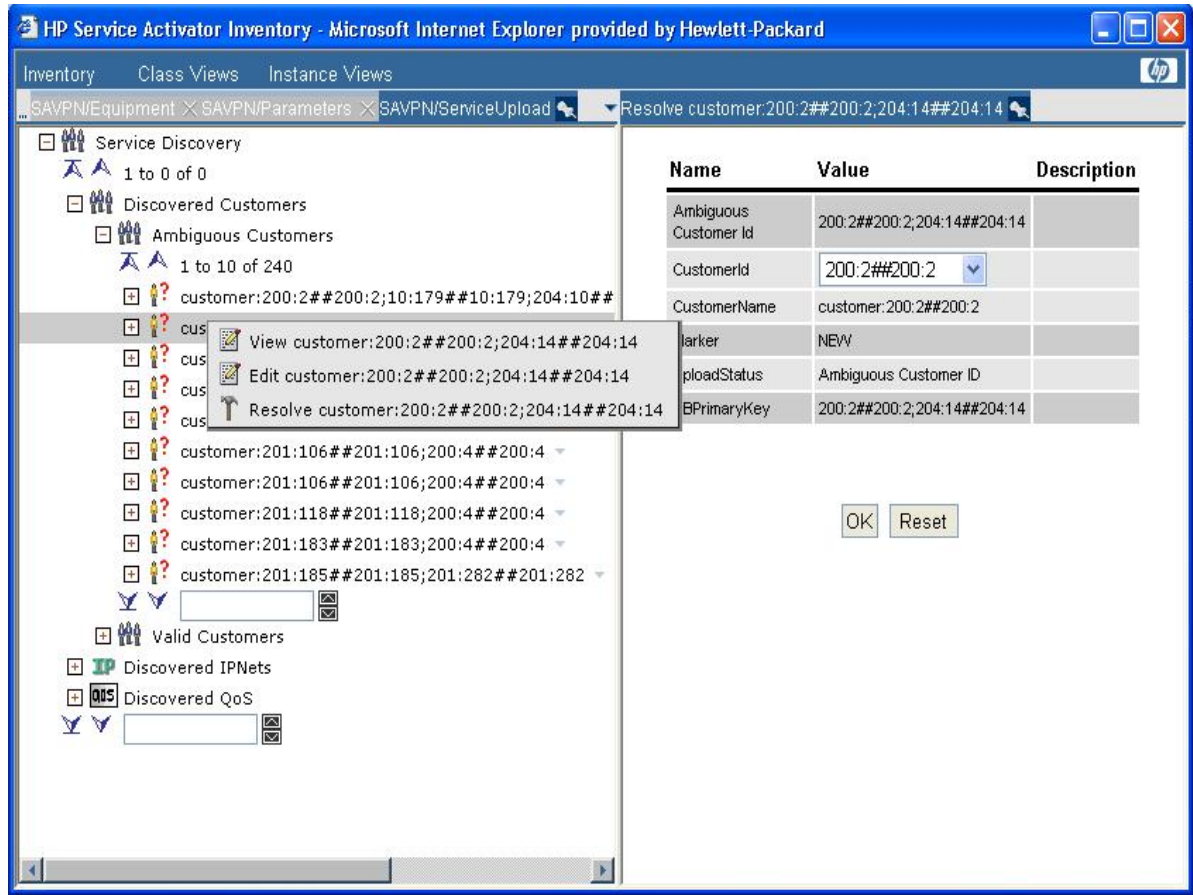 HP Service Activator Inventory - Microsoft Internet Explorer provided by Hewlett-Packard
Inventory Class Views Instance Views
hp
...SAVPN/Equipment SAVPN/Parameters SAVPN/ServiceUpload
Service Discovery
1 to 0 of 0
Discovered Customers
Ambiguous Customers
1 to 10 of 240
customer:200:2##200:2;10:179##10:179;204:10##
cus
cus
cus
cus
View customer:200:2##200:2;204:14##204:14
Edit customer:200:2##200:2;204:14##204:14
Resolve customer:200:2##200:2;204:14##204:14
customer:201:106##201:106;200:4##200:4
customer:201:106##201:106;200:4##200:4
customer:201:118##201:118;200:4##200:4
customer:201:183##201:183;200:4##200:4
customer:201:185##201:185;201:282##201:282
Valid Customers
IP Discovered IPNets
QOS Discovered QoS
Resolve customer:200:2##200:2;204:14##204:14
Name Value Description
Ambiguous
Customer Id 200:2##200:2;204:14##204:14
CustomerId 200:2##200:2
CustomerName customer:200:2##200:2
arker NEW
ploadStatus Ambiguous Customer ID
BPrimaryKey 200:2##200:2;204:14##204:14
OK Reset